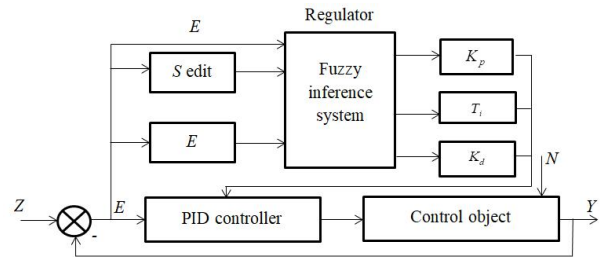 Regulator
E
S edit
E
Fuzzy
inference
system
K_p
T_i
K_d
N
Z
E
-
PID controller
Control object
Y